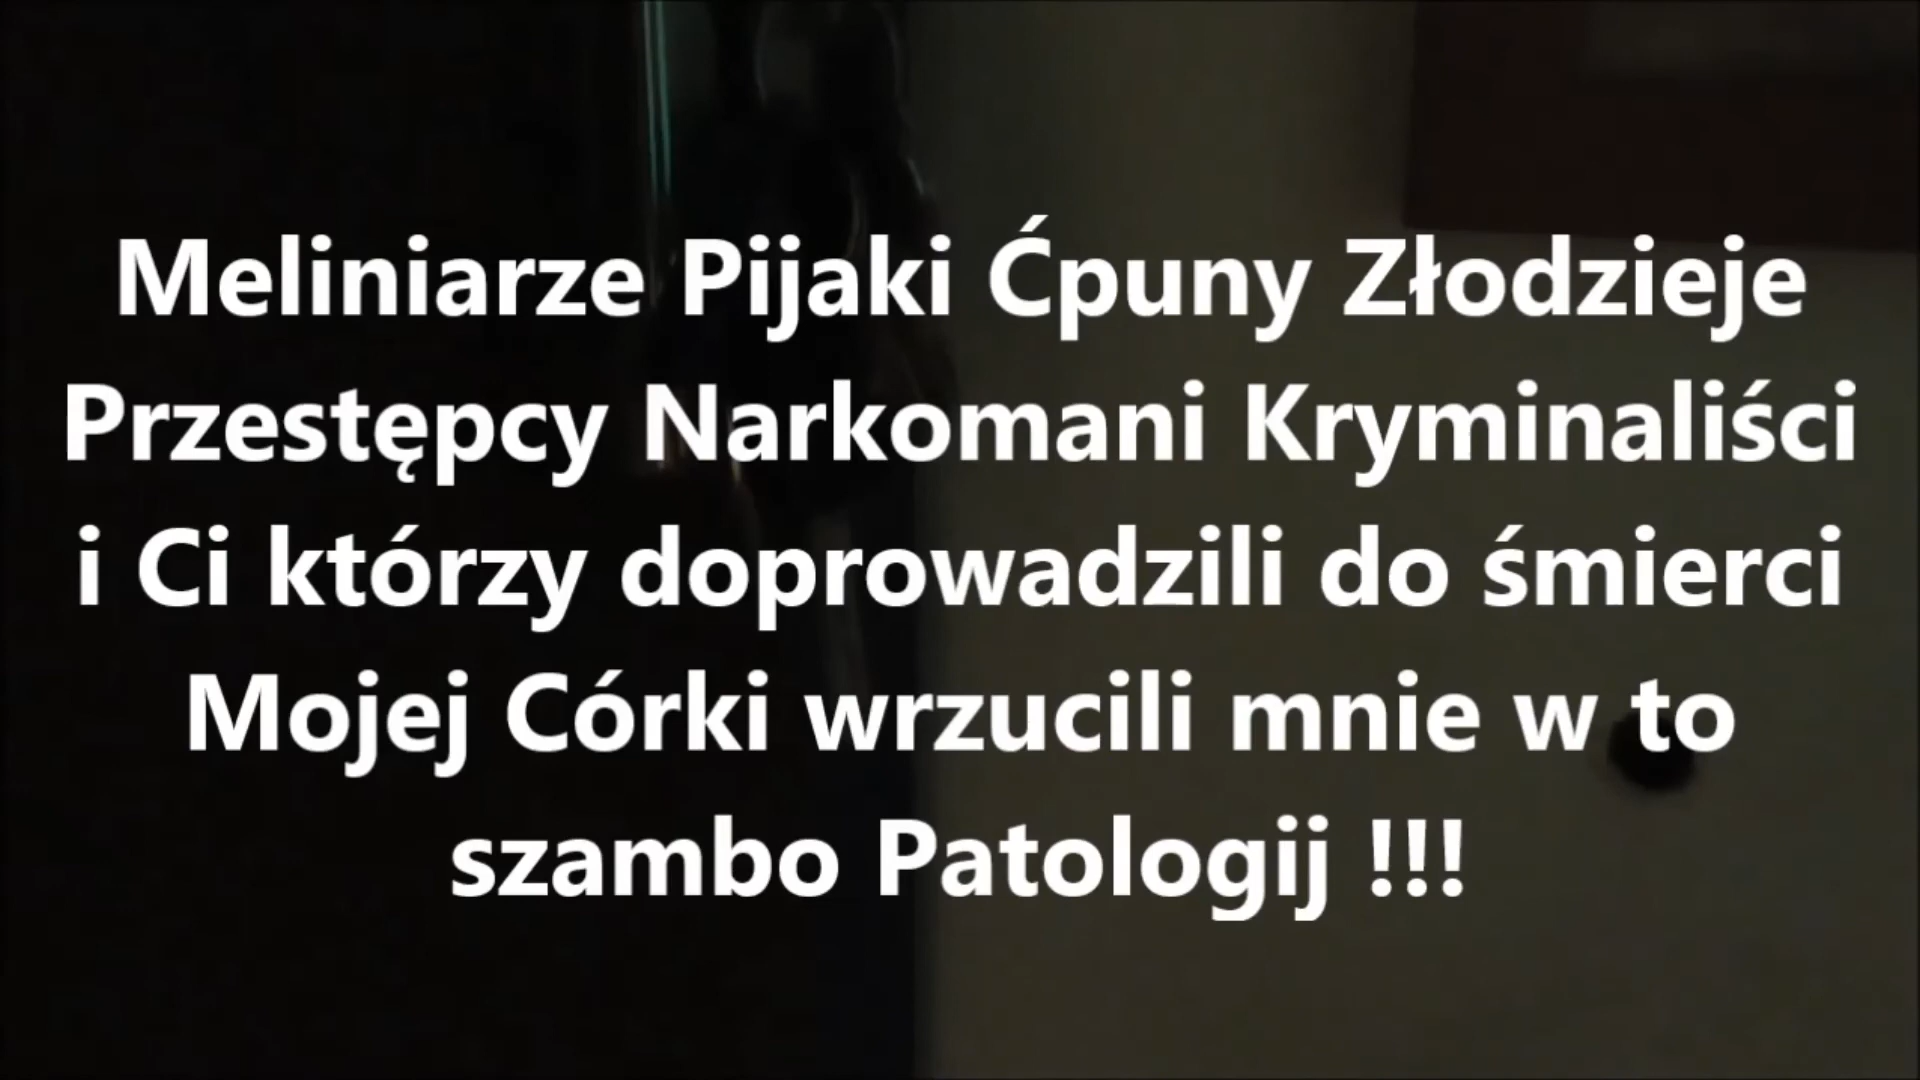 Meliniarze Pijaki Ćpuny Złodzieje
Przestępcy Narkomani Kryminaliści
i Ci którzy doprowadzili do śmierci
Mojej Córki wrzucili mnie w to
szambo Patologij !!!